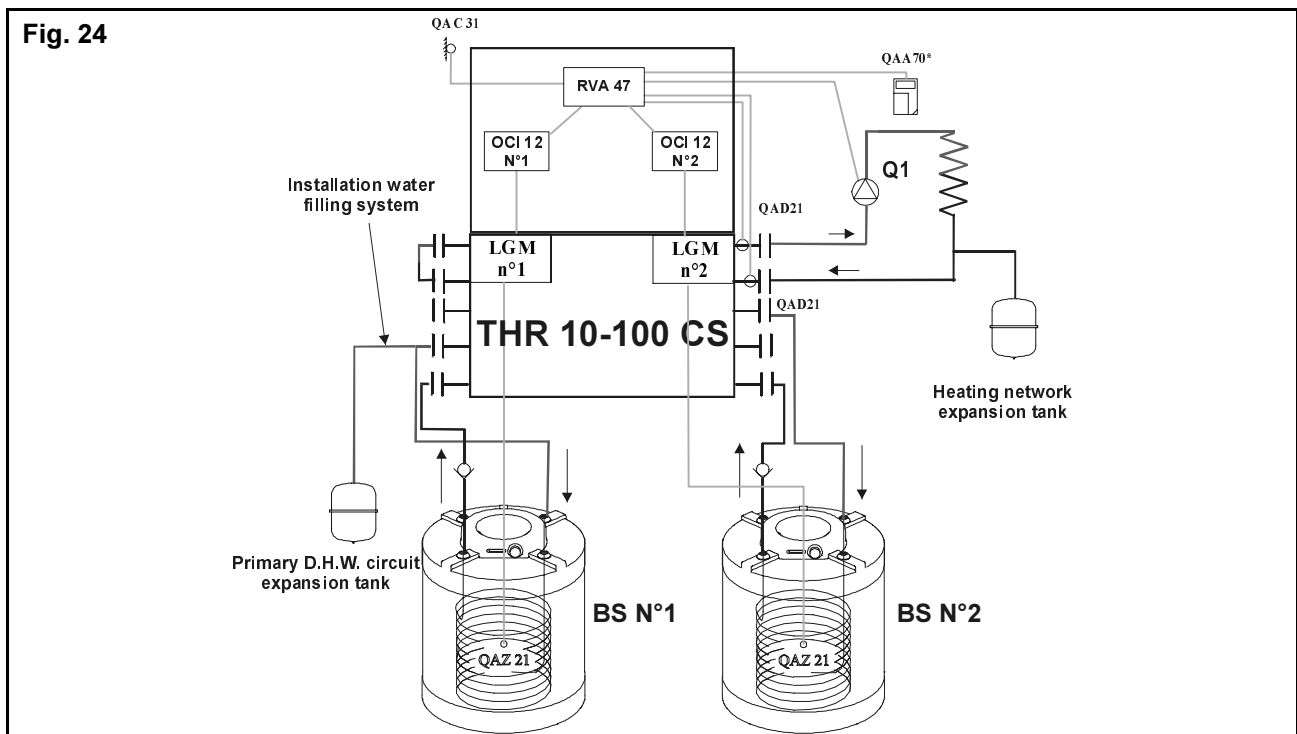 Fig. 24
QAC 31
QAA70*
RVA 47
OCI 12
N°1
OCI 12
N°2
Q1
Installation water
filling system
QAD21
LGM
n°1
LGM
n°2
QAD21
THR 10-100 CS
Heating network
expansion tank
Primary D.H.W. circuit
expansion tank
BS N°1
BS N°2
QAZ 21
QAZ 21